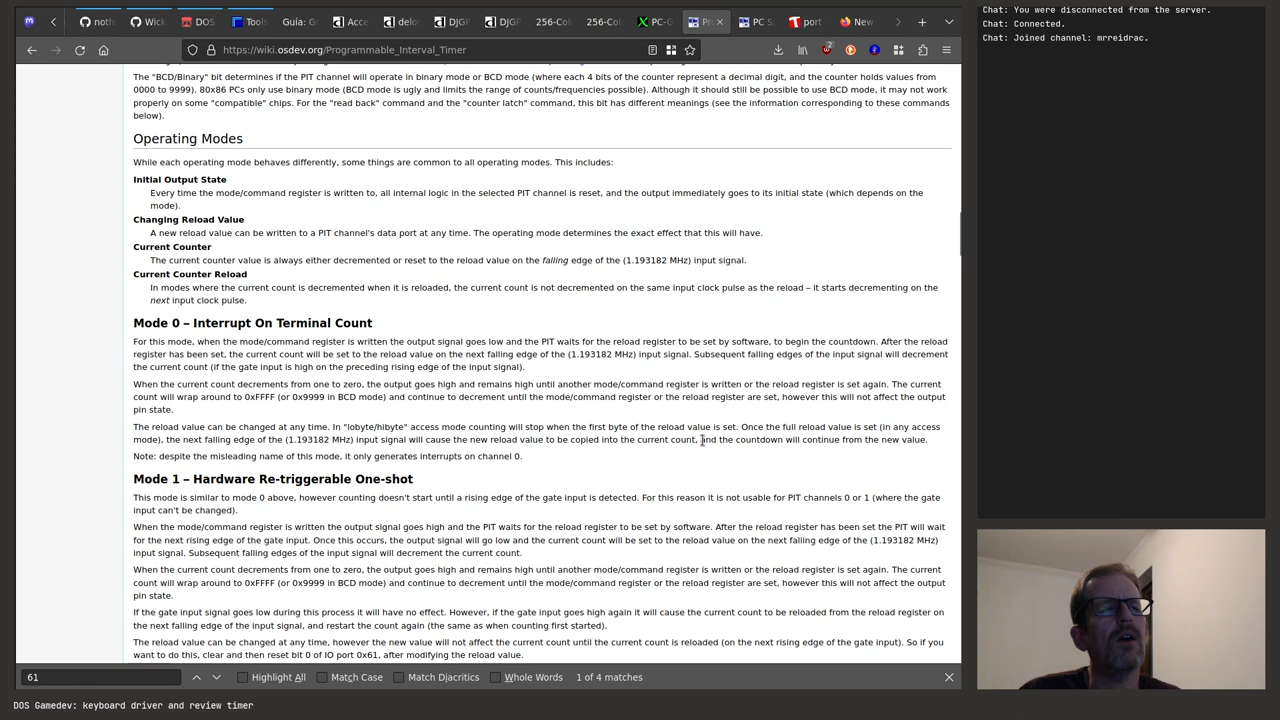 noth
Wick
DOS
Tools
Guía: Gr
Acce
delo
DJGP
DJGP
256-Col
256-Col
PC-G
Pro
PC S
port
New
https://wiki.osdev.org/Programmable_Interval_Timer
The "BCD/Binary" bit determines if the PIT channel will operate in binary mode or BCD mode (where each 4 bits of the counter represent a decimal digit, and the counter holds values from
0000 to 9999). 80x86 PCs only use binary mode (BCD mode is ugly and limits the range of counts/frequencies possible). Although it should still be possible to use BCD mode, it may not work
properly on some "compatible" chips. For the "read back" command and the "counter latch" command, this bit has different meanings (see the information corresponding to these commands
below).
Operating Modes
While each operating mode behaves differently, some things are common to all operating modes. This includes:
Initial Output State
Every time the mode/command register is written to, all internal logic in the selected PIT channel is reset, and the output immediately goes to its initial state (which depends on the
mode).
Changing Reload Value
A new reload value can be written to a PIT channel's data port at any time. The operating mode determines the exact effect that this will have.
Current Counter
The current counter value is always either decremented or reset to the reload value on the falling edge of the (1.193182 MHz) input signal.
Current Counter Reload
In modes where the current count is decremented when it is reloaded, the current count is not decremented on the same input clock pulse as the reload – it starts decrementing on the
next input clock pulse.
Mode 0 – Interrupt On Terminal Count
For this mode, when the mode/command register is written the output signal goes low and the PIT waits for the reload register to be set by software, to begin the countdown. After the reload
register has been set, the current count will be set to the reload value on the next falling edge of the (1.193182 MHz) input signal. Subsequent falling edges of the input signal will decrement
the current count (if the gate input is high on the preceding rising edge of the input signal).
When the current count decrements from one to zero, the output goes high and remains high until another mode/command register is written or the reload register is set again. The current
count will wrap around to 0xFFFF (or 0x9999 in BCD mode) and continue to decrement until the mode/command register or the reload register are set, however this will not affect the output
pin state.
The reload value can be changed at any time. In "lobyte/hibyte" access mode counting will stop when the first byte of the reload value is set. Once the full reload value is set (in any access
mode), the next falling edge of the (1.193182 MHz) input signal will cause the new reload value to be copied into the current count, and the countdown will continue from the new value.
Note: despite the misleading name of this mode, it only generates interrupts on channel 0.
Mode 1 – Hardware Re-triggerable One-shot
This mode is similar to mode 0 above, however counting doesn't start until a rising edge of the gate input is detected. For this reason it is not usable for PIT channels 0 or 1 (where the gate
input can't be changed).
When the mode/command register is written the output signal goes high and the PIT waits for the reload register to be set by software. After the reload register has been set the PIT will wait
for the next rising edge of the gate input. Once this occurs, the output signal will go low and the current count will be set to the reload value on the next falling edge of the (1.193182 MHz)
input signal. Subsequent falling edges of the input signal will decrement the current count.
When the current count decrements from one to zero, the output goes high and remains high until another mode/command register is written or the reload register is set again. The current
count will wrap around to 0xFFFF (or 0x9999 in BCD mode) and continue to decrement until the mode/command register or the reload register are set, however this will not affect the output
pin state.
If the gate input signal goes low during this process it will have no effect. However, if the gate input goes high again it will cause the current count to be reloaded from the reload register on
the next falling edge of the input signal, and restart the count again (the same as when counting first started).
The reload value can be changed at any time, however the new value will not affect the current count until the current count is reloaded (on the next rising edge of the gate input). So if you
want to do this, clear and then reset bit 0 of IO port 0x61, after modifying the reload value.
61
Highlight All
Match Case
Match Diacritics
Whole Words
1 of 4 matches
Chat: You were disconnected from the server.
Chat: Connected.
Chat: Joined channel: mrreidrac.
DOS Gamedev: keyboard driver and review timer